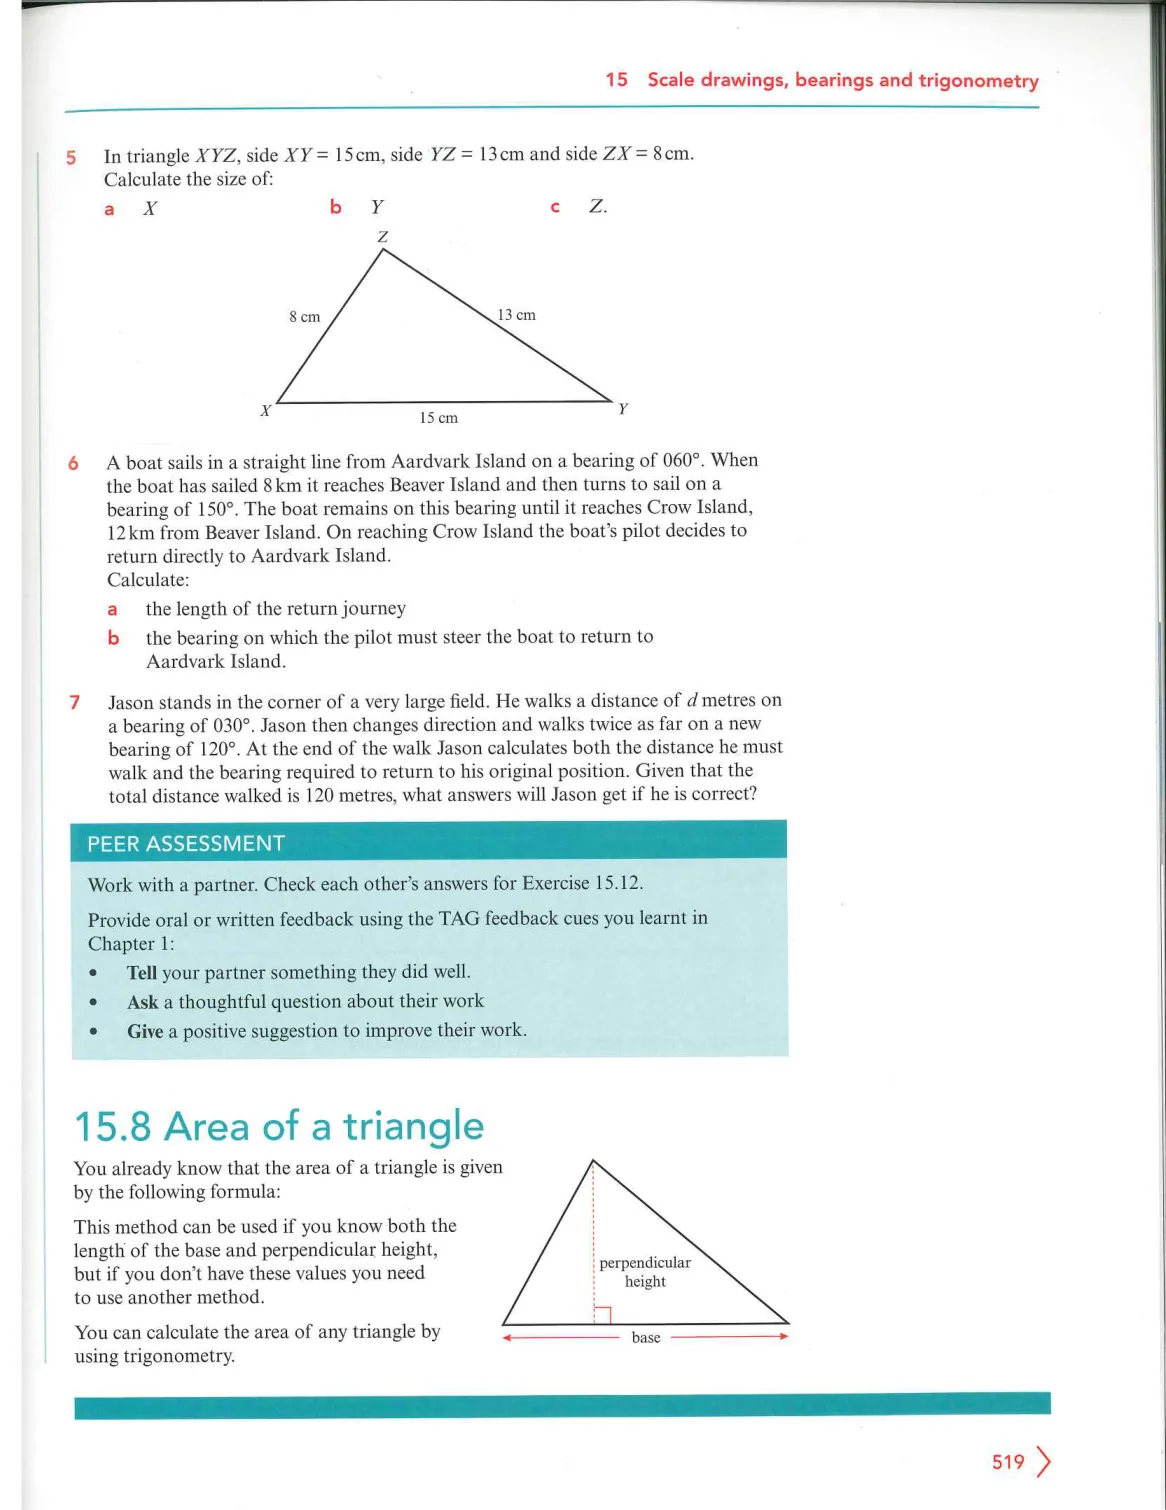 15 Scale drawings, bearings and trigonometry
5 In triangle XYZ, side XY = 15 cm, side YZ = 13 cm and side ZX = 8 cm.
Calculate the size of:
a X b Y c Z.
Z
8 cm
13 cm
X
Y
15 cm
6 A boat sails in a straight line from Aardvark Island on a bearing of 060°. When
the boat has sailed 8 km it reaches Beaver Island and then turns to sail on a
bearing of 150°. The boat remains on this bearing until it reaches Crow Island,
12 km from Beaver Island. On reaching Crow Island the boat's pilot decides to
return directly to Aardvark Island.
Calculate:
a the length of the return journey
b the bearing on which the pilot must steer the boat to return to
Aardvark Island.
7 Jason stands in the corner of a very large field. He walks a distance of d metres on
a bearing of 030°. Jason then changes direction and walks twice as far on a new
bearing of 120°. At the end of the walk Jason calculates both the distance he must
walk and the bearing required to return to his original position. Given that the
total distance walked is 120 metres, what answers will Jason get if he is correct?
PEER ASSESSMENT
Work with a partner. Check each other's answers for Exercise 15.12.
Provide oral or written feedback using the TAG feedback cues you learnt in
Chapter 1:
• Tell your partner something they did well.
• Ask a thoughtful question about their work
• Give a positive suggestion to improve their work.
15.8 Area of a triangle
You already know that the area of a triangle is given
by the following formula:
This method can be used if you know both the
length of the base and perpendicular height,
but if you don't have these values you need
to use another method.
You can calculate the area of any triangle by
using trigonometry.
perpendicular
height
base
519